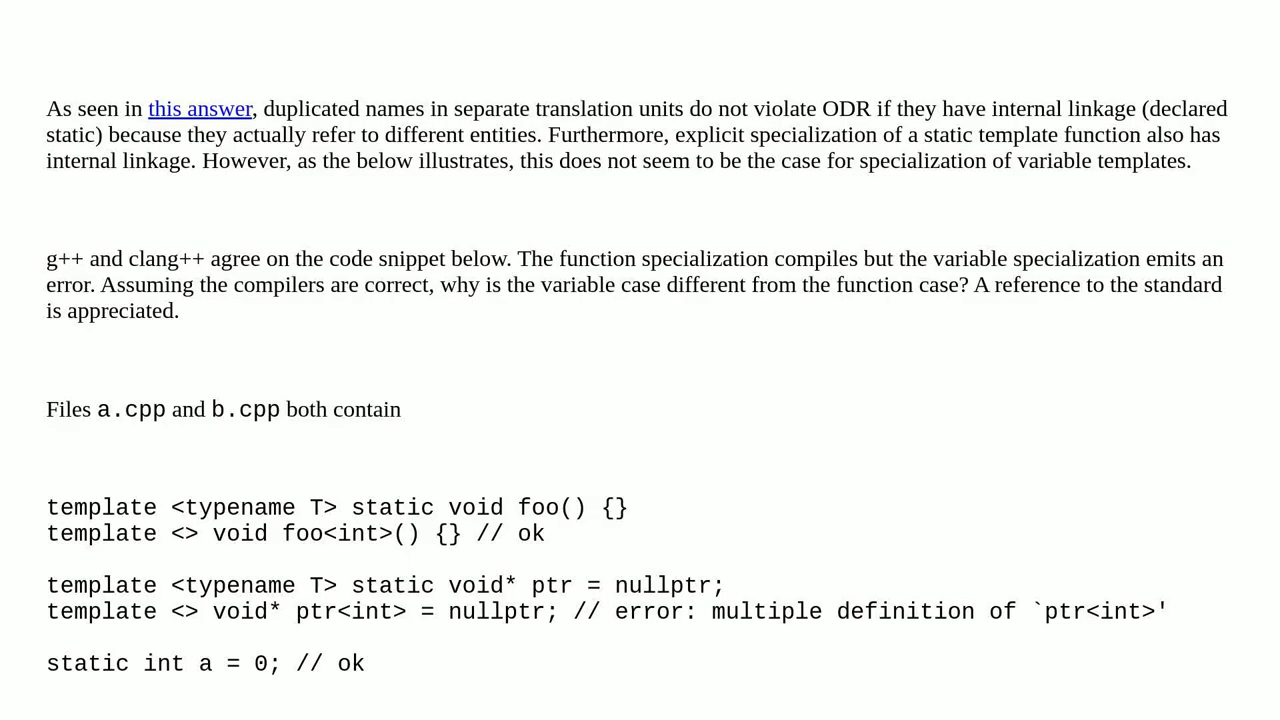 As seen in this answer, duplicated names in separate translation units do not violate ODR if they have internal linkage (declared
static) because they actually refer to different entities. Furthermore, explicit specialization of a static template function also has
internal linkage. However, as the below illustrates, this does not seem to be the case for specialization of variable templates.
g++ and clang++ agree on the code snippet below. The function specialization compiles but the variable specialization emits an
error. Assuming the compilers are correct, why is the variable case different from the function case? A reference to the standard
is appreciated.
Files a.cpp and b.cpp both contain
template <typename T> static void foo() {}
template <> void foo<int>() {} // ok
template <typename T> static void* ptr = nullptr;
template <> void* ptr<int> = nullptr; // error: multiple definition of `ptr<int>'
static int a = 0; // ok